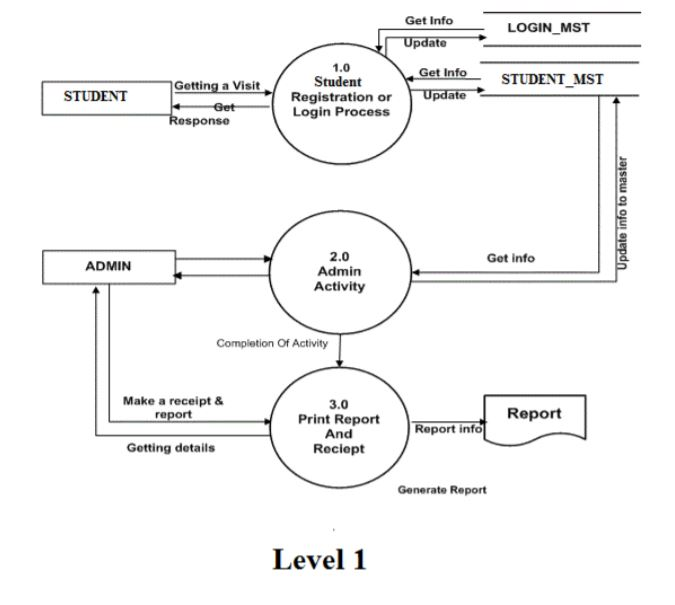 Get Info
LOGIN_MST
Update
1.0
Student
Registration or
Login Process
Get Info
STUDENT_MST
Update
STUDENT
Getting a Visit
Get
Response
Update info to master
2.0
Admin
Activity
ADMIN
Get info
Completion Of Activity
3.0
Print Report
And
Reciept
Make a receipt &
report
Getting details
Report info
Report
Generate Report
Level 1